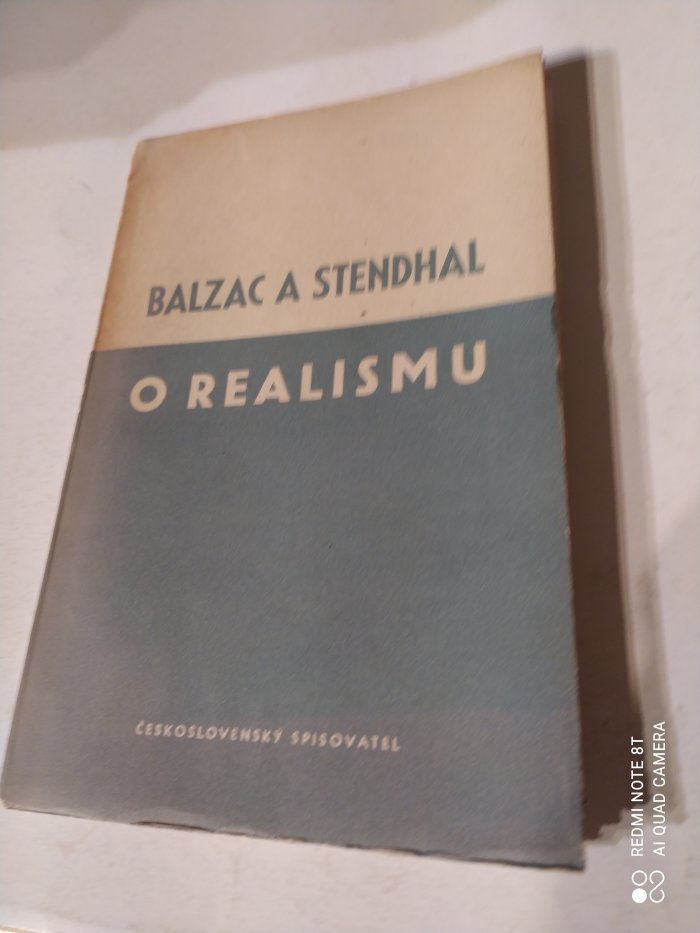 BALZAC A STENDHAL
O REALISMU
ČESKOSLOVENSKÝ SPISOVATEL
REDMI NOTE 8T
AI QUAD CAMERA